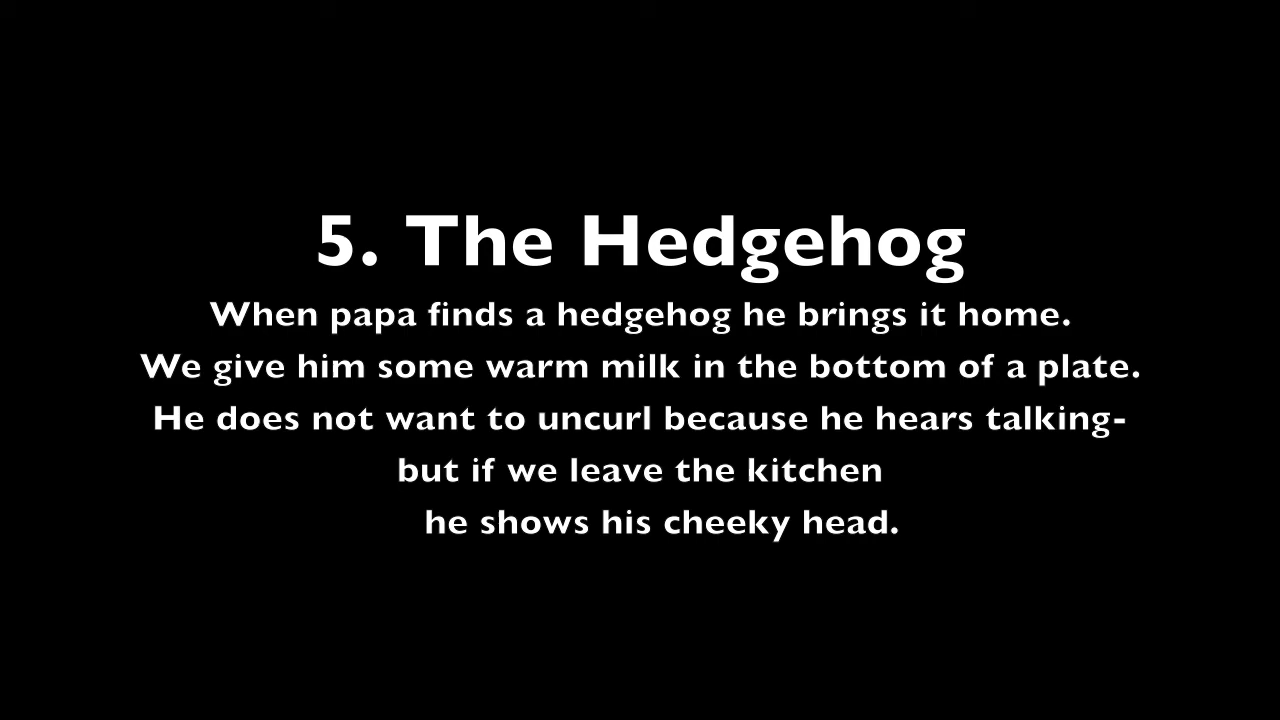 5. The Hedgehog
When papa finds a hedgehog he brings it home.
We give him some warm milk in the bottom of a plate.
He does not want to uncurl because he hears talking-
but if we leave the kitchen
he shows his cheeky head.